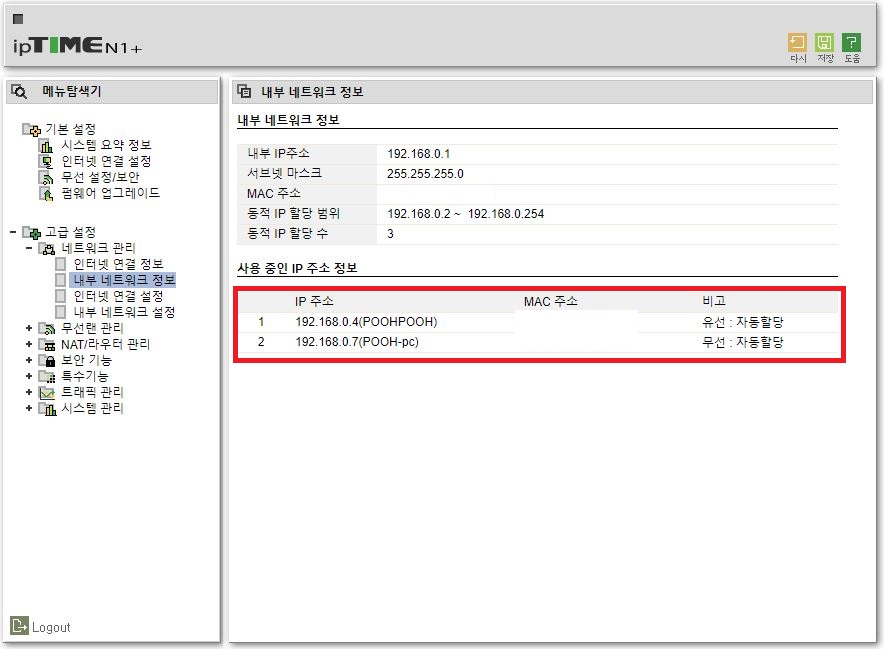 ipTIME N1+
다시 저장 도움
메뉴탐색기
기본 설정
시스템 요약 정보
인터넷 연결 설정
무선 설정/보안
펌웨어 업그레이드
고급 설정
네트워크 관리
인터넷 연결 정보
내부 네트워크 정보
인터넷 연결 설정
내부 네트워크 설정
무선랜 관리
NAT/라우터 관리
보안 기능
특수기능
트래픽 관리
시스템 관리
Logout
내부 네트워크 정보
내부 네트워크 정보
내부 IP주소 192.168.0.1
서브넷 마스크 255.255.255.0
MAC 주소
동적 IP 할당 범위 192.168.0.2 ~ 192.168.0.254
동적 IP 할당 수 3
사용 중인 IP 주소 정보
IP 주소 MAC 주소 비고
1 192.168.0.4(POOHPOOH) 유선 : 자동할당
2 192.168.0.7(POOH-pc) 무선 : 자동할당